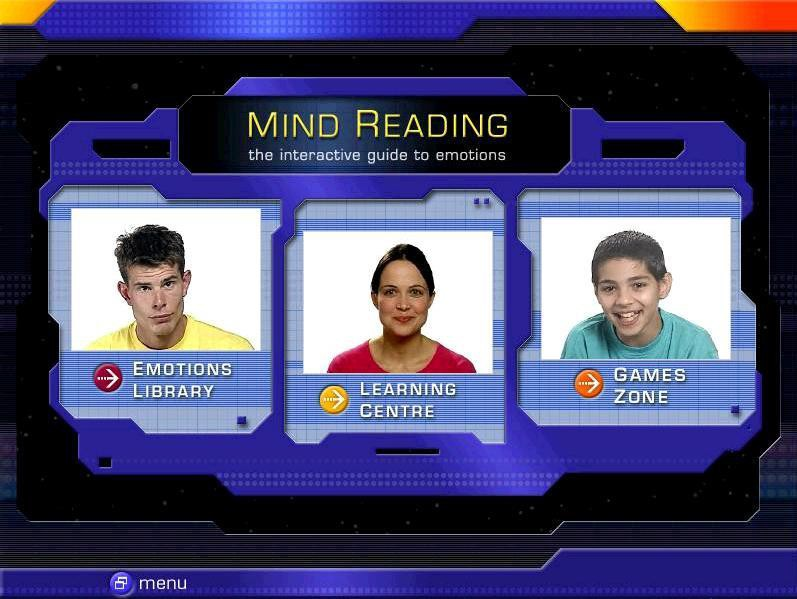 MIND READING
the interactive guide to emotions
EMOTIONS
LIBRARY
LEARNING
CENTRE
GAMES
ZONE
menu